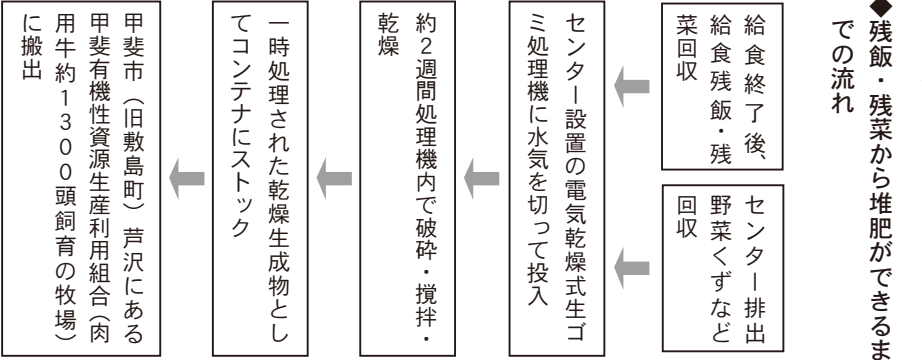 ◆残飯・残菜から堆肥ができるま
での流れ
給食終了後、
給食残飯・残
菜回収
センター排出
野菜くずなど
回収
センター設置の電気乾燥式生ゴ
ミ処理機に水気を切って投入
約2週間処理機内で破砕・撹拌・
乾燥
一時処理された乾燥生成物とし
てコンテナにストック
甲斐市（旧敷島町）芦沢にある
甲斐有機性資源生産利用組合（肉
用牛約1300頭飼育の牧場）
に搬出